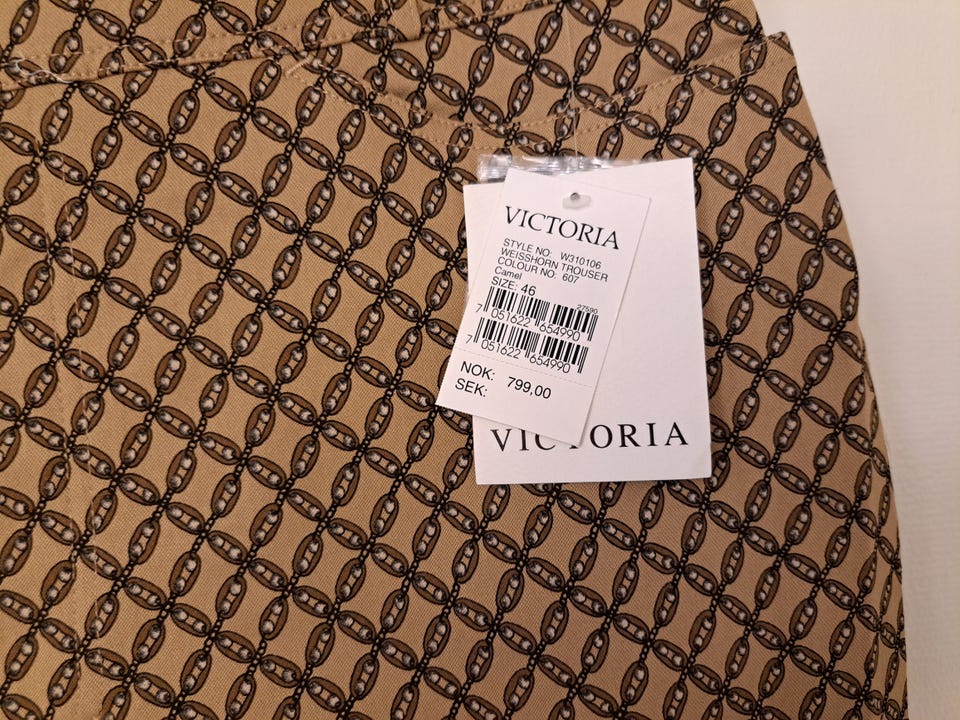 VICTORIA
STYLE NO: W310106
WEISSHORN TROUSER
COLOUR NO: 607
Camel
SIZE: 46
27590
7 051622 654990
7 051622 654990
NOK: 799,00
SEK:
VICTORIA